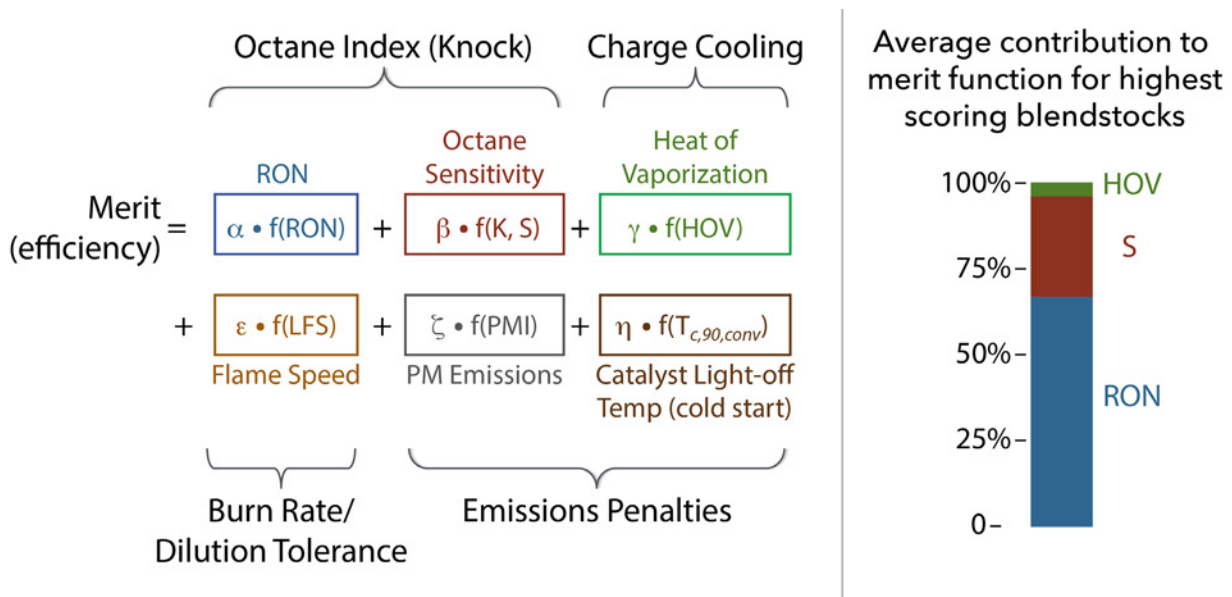 Octane Index (Knock)
Charge Cooling
RON
Octane
Sensitivity
Heat of
Vaporization
Merit
(efficiency)
=
α • f(RON)
+
β • f(K, S)
+
γ • f(HOV)
+
ε • f(LFS)
+
ζ • f(PMI)
+
η • f(Tc,90,conv)
Flame Speed
PM Emissions
Catalyst Light-off
Temp (cold start)
Burn Rate/
Dilution Tolerance
Emissions Penalties
Average contribution to
merit function for highest
scoring blendstocks
100%
HOV
S
75%
50%
RON
25%
0